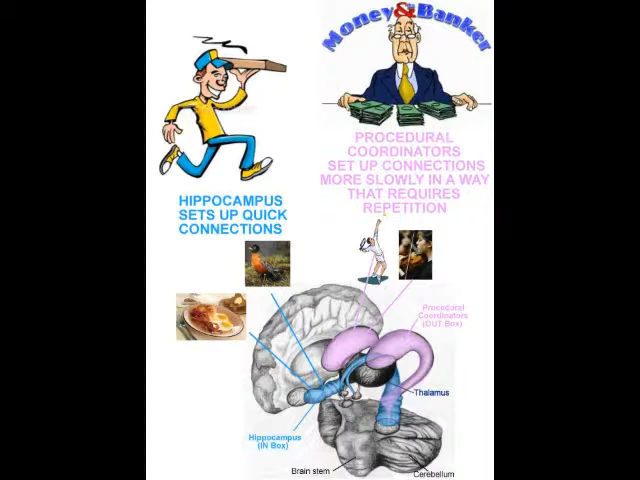 Money&Banker
PROCEDURAL
COORDINATORS
SET UP CONNECTIONS
MORE SLOWLY IN A WAY
THAT REQUIRES
REPETITION
HIPPOCAMPUS
SETS UP QUICK
CONNECTIONS
Procedural
Coordinators
(OUT Box)
Thalamus
Hippocampus
(IN Box)
Brain stem
Cerebellum